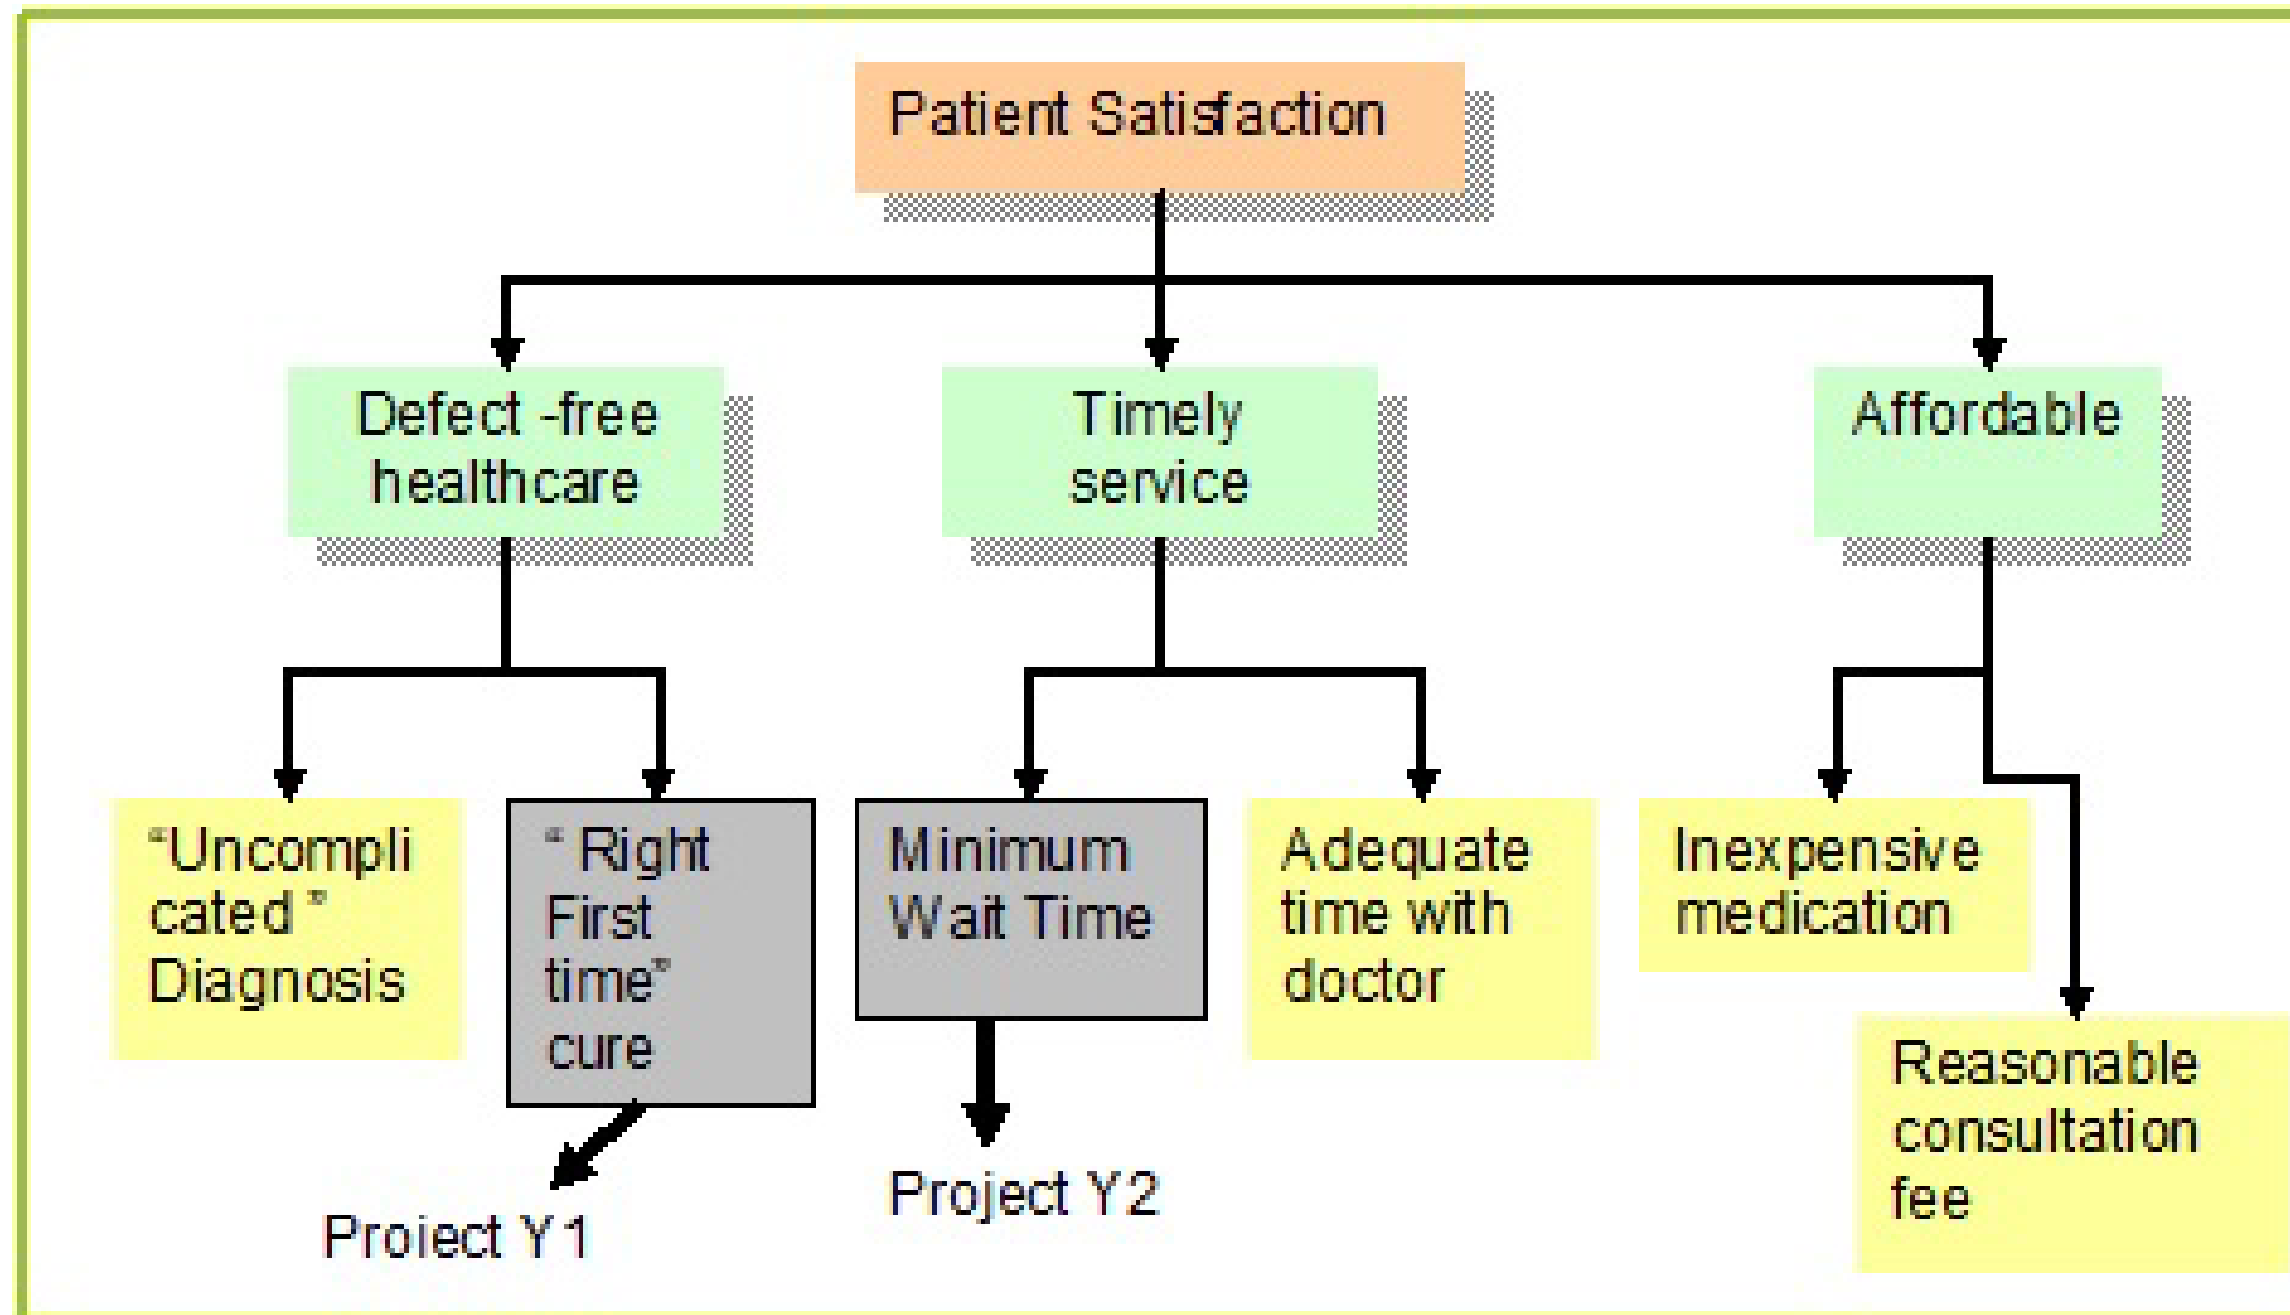 Patient Satisfaction
Defect -free
healthcare
Timely
service
Affordable
“Uncompli
cated ”
Diagnosis
“ Right
First
time”
cure
Minimum
Wait Time
Adequate
time with
doctor
Inexpensive
medication
Reasonable
consultation
fee
Project Y1
Project Y2